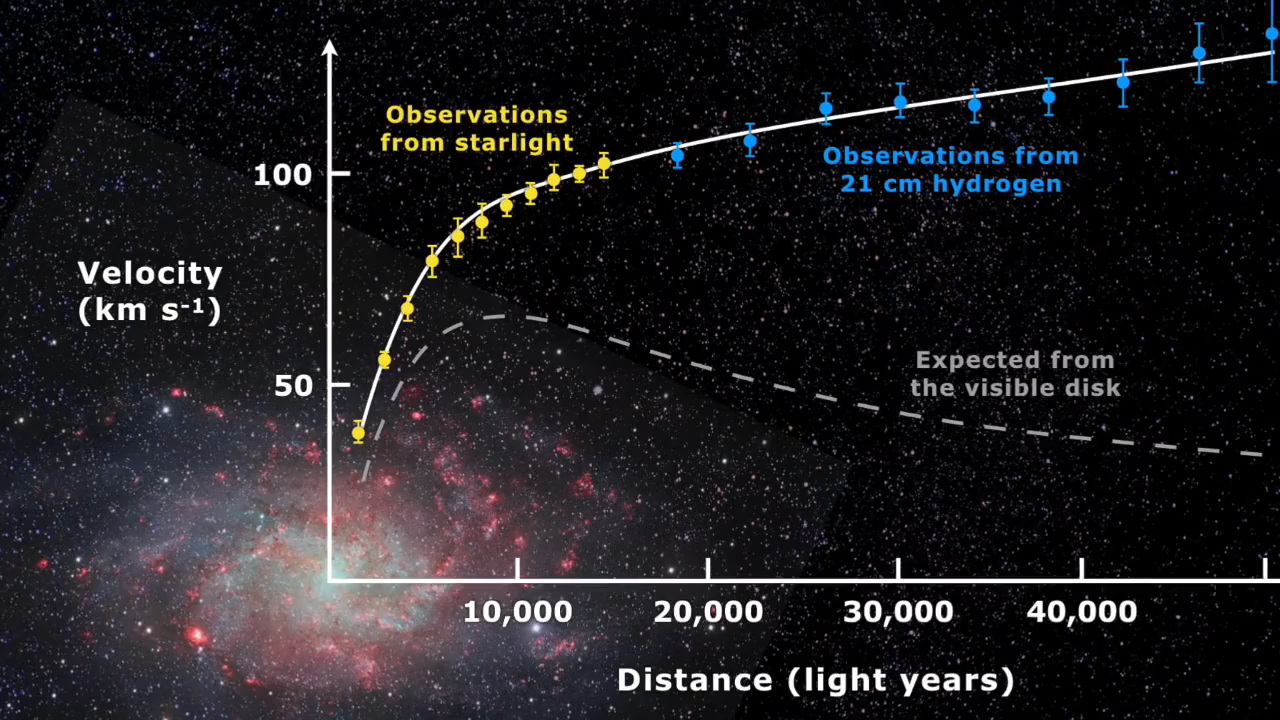 Observations
from starlight
100
Observations from
21 cm hydrogen
Velocity
(km s-1)
Expected from
the visible disk
50
10,000
20,000
30,000
40,000
Distance (light years)